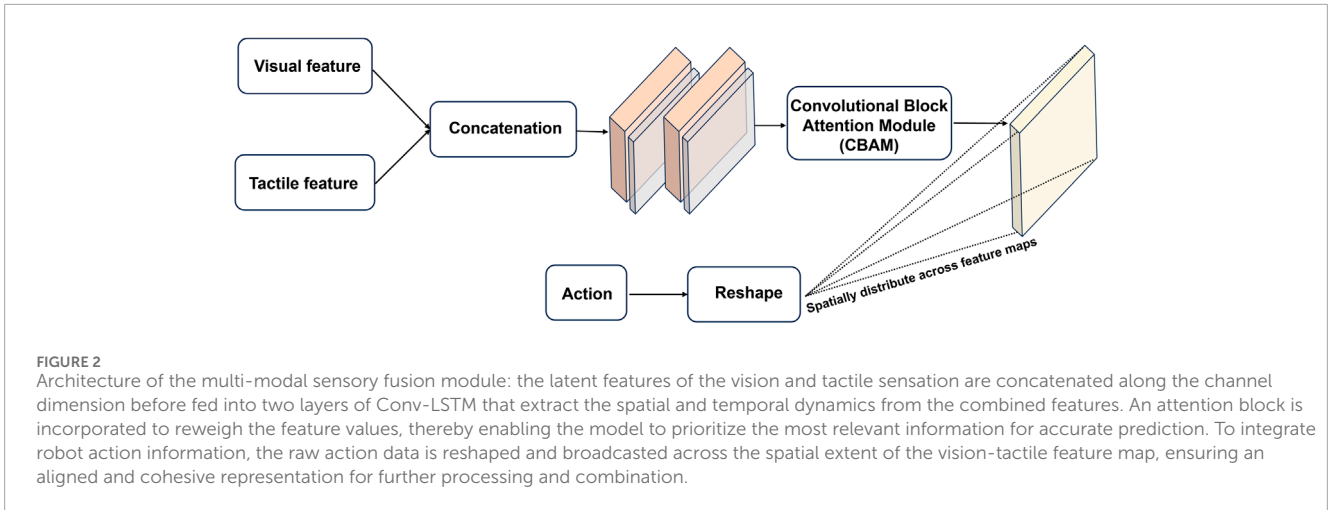 Visual feature
Tactile feature
Concatenation
Convolutional Block
Attention Module
(CBAM)
Action
Reshape
Spatially distribute across feature maps
FIGURE 2
Architecture of the multi-modal sensory fusion module: the latent features of the vision and tactile sensation are concatenated along the channel
dimension before fed into two layers of Conv-LSTM that extract the spatial and temporal dynamics from the combined features. An attention block is
incorporated to reweigh the feature values, thereby enabling the model to prioritize the most relevant information for accurate prediction. To integrate
robot action information, the raw action data is reshaped and broadcasted across the spatial extent of the vision-tactile feature map, ensuring an
aligned and cohesive representation for further processing and combination.